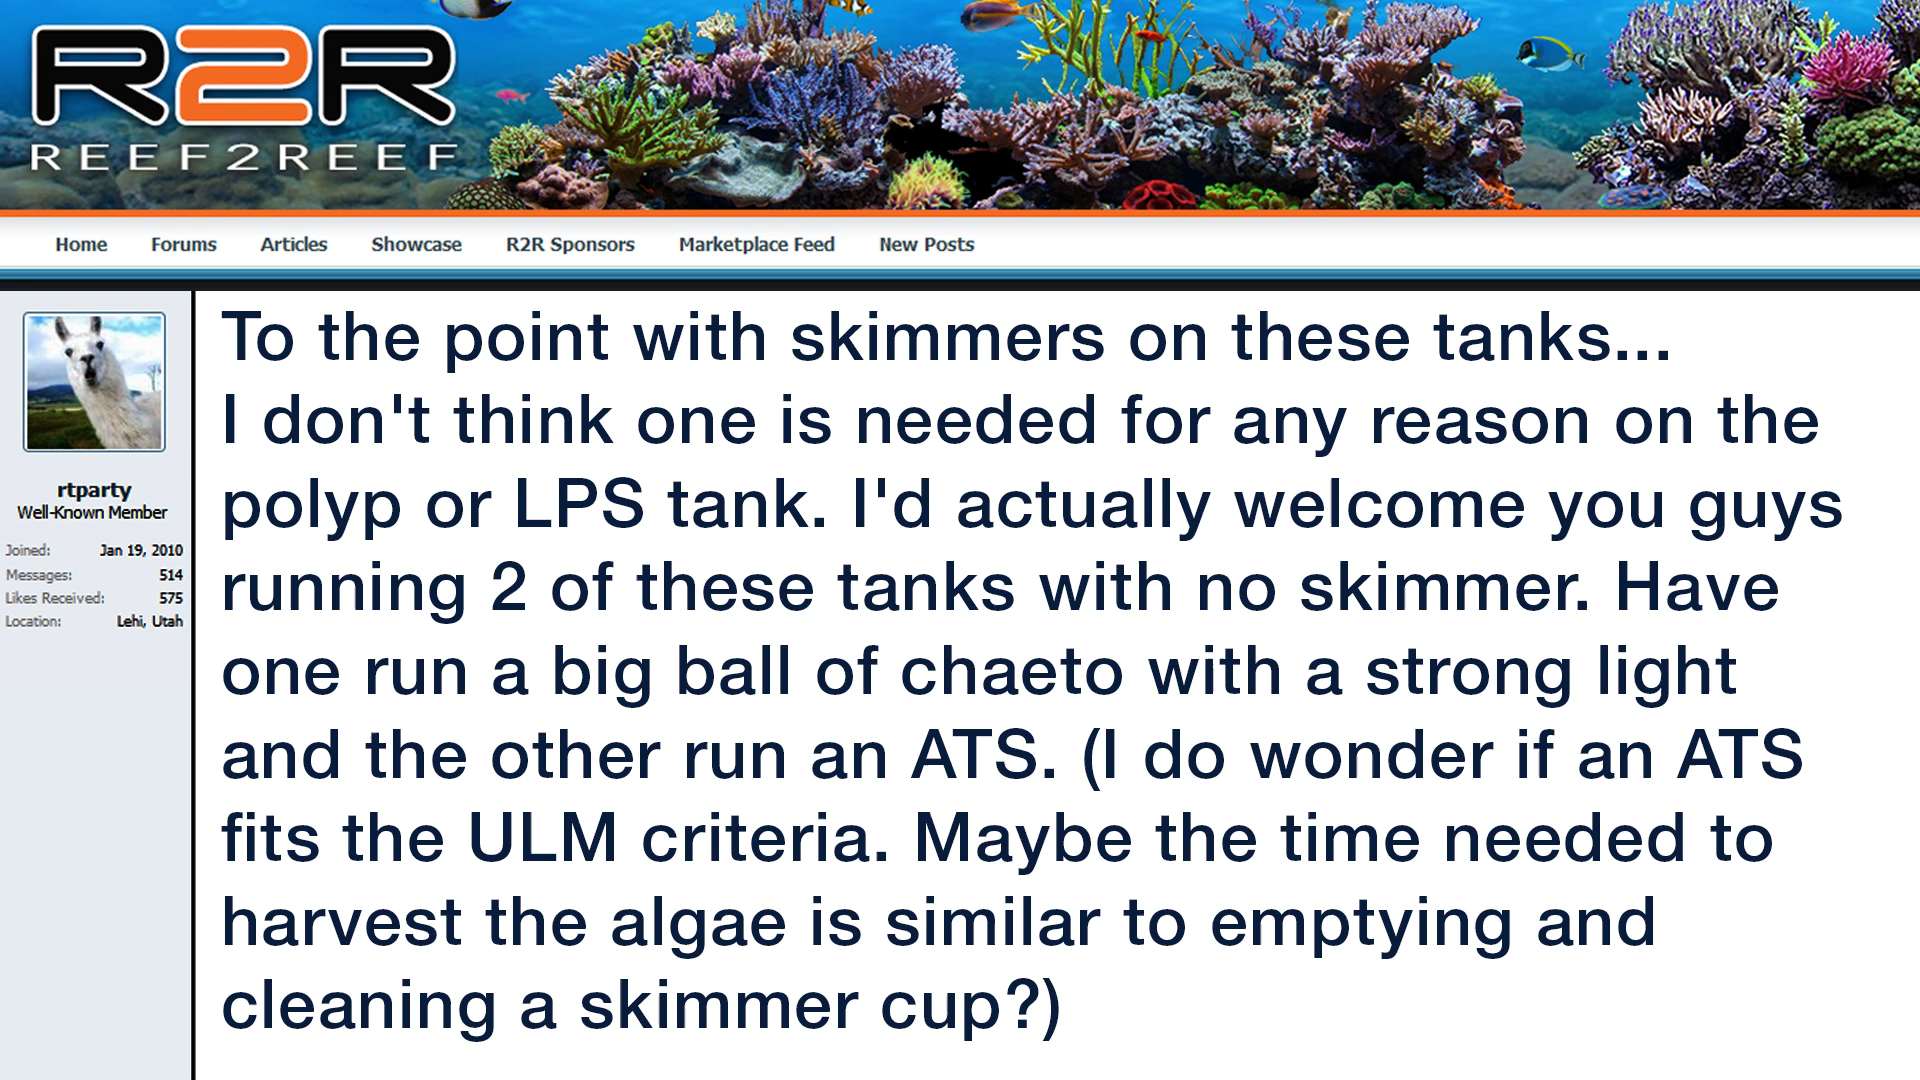 R2R
REEF2REEF
Home Forums Articles Showcase R2R Sponsors Marketplace Feed New Posts
rtparty
Well-Known Member
Joined: Jan 19, 2010
Messages: 514
Likes Received: 575
Location: Lehi, Utah
To the point with skimmers on these tanks...
I don't think one is needed for any reason on the
polyp or LPS tank. I'd actually welcome you guys
running 2 of these tanks with no skimmer. Have
one run a big ball of chaeto with a strong light
and the other run an ATS. (I do wonder if an ATS
fits the ULM criteria. Maybe the time needed to
harvest the algae is similar to emptying and
cleaning a skimmer cup?)